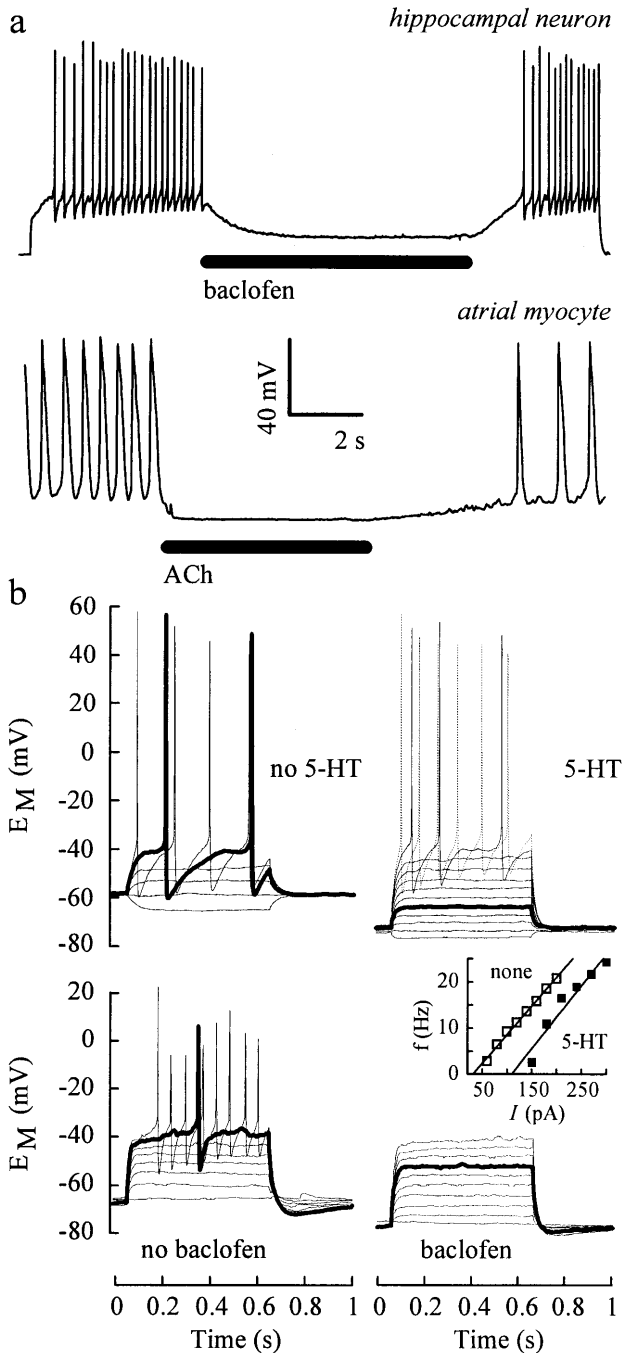 a
hippocampal neuron
baclofen
atrial myocyte
40 mV
2 s
ACh
b
60
40
20
0
-20
-40
-60
-80
E_M (mV)
no 5-HT
5-HT
20
10
0
f (Hz)
none
5-HT
50 150 250
I (pA)
20
0
-20
-40
-60
-80
E_M (mV)
no baclofen
baclofen
0 0.2 0.4 0.6 0.8 1
Time (s)
0 0.2 0.4 0.6 0.8 1
Time (s)